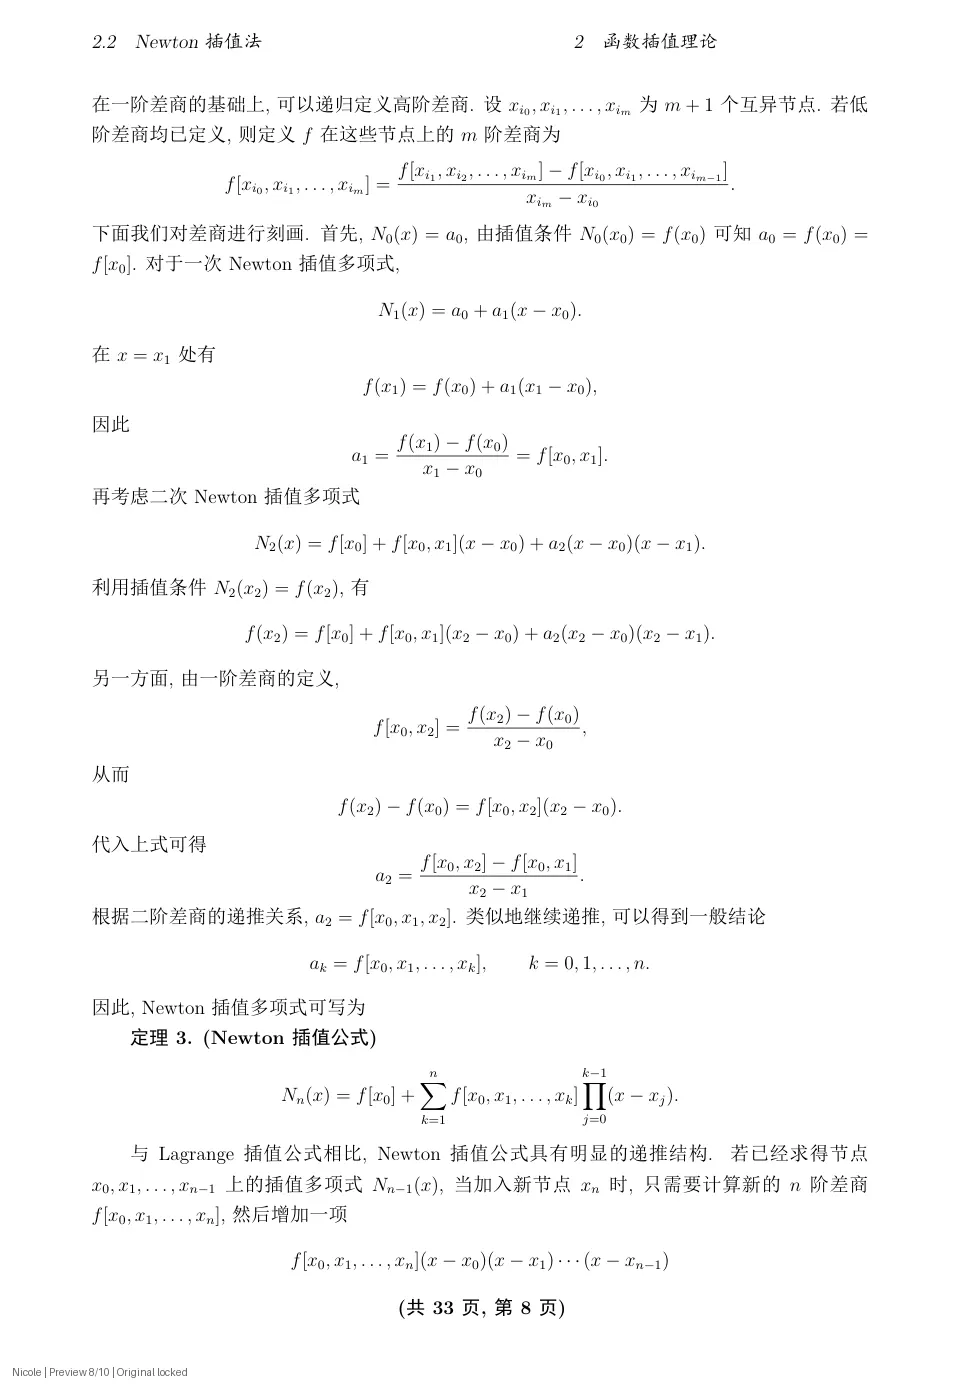 2.2 Newton 插值法 2 函数插值理论
在一阶差商的基础上, 可以递归定义高阶差商. 设 x_{i_0}, x_{i_1}, . . . , x_{i_m} 为 m + 1 个互异节点. 若低
阶差商均已定义, 则定义 f 在这些节点上的 m 阶差商为
f[x_{i_0}, x_{i_1}, . . . , x_{i_m}] = \frac{f[x_{i_1}, x_{i_2}, . . . , x_{i_m}] − f[x_{i_0}, x_{i_1}, . . . , x_{i_{m−1}}]}{x_{i_m} − x_{i_0}}.
下面我们对差商进行刻画. 首先, N_0(x) = a_0, 由插值条件 N_0(x_0) = f(x_0) 可知 a_0 = f(x_0) =
f[x_0]. 对于一次 Newton 插值多项式,
N_1(x) = a_0 + a_1(x − x_0).
在 x = x_1 处有
f(x_1) = f(x_0) + a_1(x_1 − x_0),
因此
a_1 = \frac{f(x_1) − f(x_0)}{x_1 − x_0} = f[x_0, x_1].
再考虑二次 Newton 插值多项式
N_2(x) = f[x_0] + f[x_0, x_1](x − x_0) + a_2(x − x_0)(x − x_1).
利用插值条件 N_2(x_2) = f(x_2), 有
f(x_2) = f[x_0] + f[x_0, x_1](x_2 − x_0) + a_2(x_2 − x_0)(x_2 − x_1).
另一方面, 由一阶差商的定义,
f[x_0, x_2] = \frac{f(x_2) − f(x_0)}{x_2 − x_0},
从而
f(x_2) − f(x_0) = f[x_0, x_2](x_2 − x_0).
代入上式可得
a_2 = \frac{f[x_0, x_2] − f[x_0, x_1]}{x_2 − x_1}.
根据二阶差商的递推关系, a_2 = f[x_0, x_1, x_2]. 类似地继续递推, 可以得到一般结论
a_k = f[x_0, x_1, . . . , x_k], k = 0, 1, . . . , n.
因此, Newton 插值多项式可写为
定理 3. (Newton 插值公式)
N_n(x) = f[x_0] + \sum_{k=1}^{n} f[x_0, x_1, . . . , x_k] \prod_{j=0}^{k−1} (x − x_j).
与 Lagrange 插值公式相比, Newton 插值公式具有明显的递推结构. 若已经求得节点
x_0, x_1, . . . , x_{n−1} 上的插值多项式 N_{n−1}(x), 当加入新节点 x_n 时, 只需要计算新的 n 阶差商
f[x_0, x_1, . . . , x_n], 然后增加一项
f[x_0, x_1, . . . , x_n](x − x_0)(x − x_1) · · · (x − x_{n−1})
(共 33 页, 第 8 页)
Nicole | Preview 8/10 | Original locked